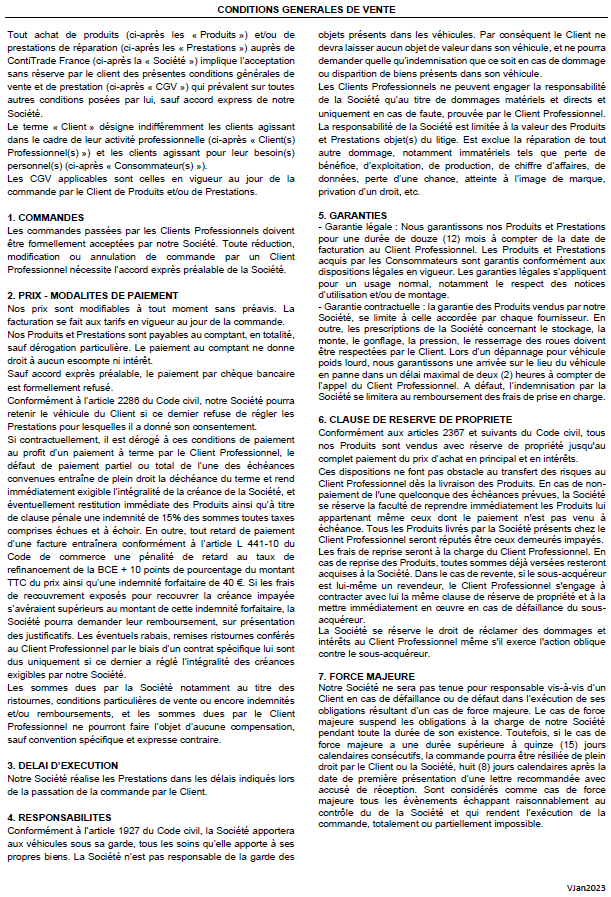 CONDITIONS GENERALES DE VENTE
Tout achat de produits (ci-après les « Produits ») et/ou de
prestations de réparation (ci-après les « Prestations ») auprès de
ContiTrade France (ci-après la « Société ») implique l'acceptation
sans réserve par le client des présentes conditions générales de
vente et de prestation (ci-après « CGV ») qui prévalent sur toutes
autres conditions posées par lui, sauf accord express de notre
Société.
Le terme « Client » désigne indifféremment les clients agissant
dans le cadre de leur activité professionnelle (ci-après « Client(s)
Professionnel(s) ») et les clients agissant pour leur besoin(s)
personnel(s) (ci-après « Consommateur(s) »).
Les CGV applicables sont celles en vigueur au jour de la
commande par le Client de Produits et/ou de Prestations.
1. COMMANDES
Les commandes passées par les Clients Professionnels doivent
être formellement acceptées par notre Société. Toute réduction,
modification ou annulation de commande par un Client
Professionnel nécessite l'accord exprès préalable de la Société.
2. PRIX - MODALITES DE PAIEMENT
Nos prix sont modifiables à tout moment sans préavis. La
facturation se fait aux tarifs en vigueur au jour de la commande.
Nos Produits et Prestations sont payables au comptant, en totalité,
sauf dérogation particulière. Le paiement au comptant ne donne
droit à aucun escompte ni intérêt.
Sauf accord exprès préalable, le paiement par chèque bancaire
est formellement refusé.
Conformément à l'article 2286 du Code civil, notre Société pourra
retenir le véhicule du Client si ce dernier refuse de régler les
Prestations pour lesquelles il a donné son consentement.
Si contractuellement, il est dérogé à ces conditions de paiement
au profit d'un paiement à terme par le Client Professionnel, le
défaut de paiement partiel ou total de l'une des échéances
convenues entraîne de plein droit la déchéance du terme et rend
immédiatement exigible l'intégralité de la créance de la Société, et
éventuellement restitution immédiate des Produits ainsi qu'à titre
de clause pénale une indemnité de 15% des sommes toutes taxes
comprises échues et à échoir. En outre, tout retard de paiement
d'une facture entraînera conformément à l'article L 441-10 du
Code de commerce une pénalité de retard au taux de
refinancement de la BCE + 10 points de pourcentage du montant
TTC du prix ainsi qu'une indemnité forfaitaire de 40 €. Si les frais
de recouvrement exposés pour recouvrer la créance impayée
s'avéraient supérieurs au montant de cette indemnité forfaitaire, la
Société pourra demander leur remboursement, sur présentation
des justificatifs. Les éventuels rabais, remises ristournes conférés
au Client Professionnel par le biais d'un contrat spécifique lui sont
dus uniquement si ce dernier a réglé l'intégralité des créances
exigibles par notre Société.
Les sommes dues par la Société notamment au titre des
ristournes, conditions particulières de vente ou encore indemnités
et/ou remboursements, et les sommes dues par le Client
Professionnel ne pourront faire l'objet d'aucune compensation,
sauf convention spécifique et expresse contraire.
3. DELAI D'EXECUTION
Notre Société réalise les Prestations dans les délais indiqués lors
de la passation de la commande par le Client.
4. RESPONSABILITES
Conformément à l'article 1927 du Code civil, la Société apportera
aux véhicules sous sa garde, tous les soins qu'elle apporte à ses
propres biens. La Société n'est pas responsable de la garde des
objets présents dans les véhicules. Par conséquent le Client ne
devra laisser aucun objet de valeur dans son véhicule, et ne pourra
demander quelle qu'indemnisation que ce soit en cas de dommage
ou disparition de biens présents dans son véhicule.
Les Clients Professionnels ne peuvent engager la responsabilité
de la Société qu'au titre de dommages matériels et directs et
uniquement en cas de faute, prouvée par le Client Professionnel.
La responsabilité de la Société est limitée à la valeur des Produits
et Prestations objet(s) du litige. Est exclue la réparation de tout
autre dommage, notamment immatériels tels que perte de
bénéfice, d'exploitation, de production, de chiffre d'affaires, de
données, perte d'une chance, atteinte à l'image de marque,
privation d'un droit, etc.
5. GARANTIES
- Garantie légale : Nous garantissons nos Produits et Prestations
pour une durée de douze (12) mois à compter de la date de
facturation au Client Professionnel. Les Produits et Prestations
acquis par les Consommateurs sont garantis conformément aux
dispositions légales en vigueur. Les garanties légales s'appliquent
pour un usage normal, notamment le respect des notices
d'utilisation et/ou de montage.
- Garantie contractuelle : la garantie des Produits vendus par notre
Société, se limite à celle accordée par chaque fournisseur. En
outre, les prescriptions de la Société concernant le stockage, la
monte, le gonflage, la pression, le resserrage des roues doivent
être respectées par le Client. Lors d'un dépannage pour véhicule
poids lourd, nous garantissons une arrivée sur le lieu du véhicule
en panne dans un délai maximal de deux (2) heures à compter de
l'appel du Client Professionnel. A défaut, l'indemnisation par la
Société se limitera au remboursement des frais de prise en charge.
6. CLAUSE DE RESERVE DE PROPRIETE
Conformément aux articles 2367 et suivants du Code civil, tous
nos Produits sont vendus avec réserve de propriété jusqu'au
complet paiement du prix d'achat en principal et en intérêts.
Ces dispositions ne font pas obstacle au transfert des risques au
Client Professionnel dès la livraison des Produits. En cas de non-
paiement de l'une quelconque des échéances prévues, la Société
se réserve la faculté de reprendre immédiatement les Produits lui
appartenant même ceux dont le paiement n'est pas venu à
échéance. Tous les Produits livrés par la Société présents chez le
Client Professionnel seront réputés être ceux demeurés impayés.
Les frais de reprise seront à la charge du Client Professionnel. En
cas de reprise des Produits, toutes sommes déjà versées resteront
acquises à la Société. Dans le cas de revente, si le sous-acquéreur
est lui-même un revendeur, le Client Professionnel s'engage à
contracter avec lui la même clause de réserve de propriété et à la
mettre immédiatement en œuvre en cas de défaillance du sous-
acquéreur.
La Société se réserve le droit de réclamer des dommages et
intérêts au Client Professionnel même s'il exerce l'action oblique
contre le sous-acquéreur.
7. FORCE MAJEURE
Notre Société ne sera pas tenue pour responsable vis-à-vis d'un
Client en cas de défaillance ou de défaut dans l'exécution de ses
obligations résultant d'un cas de force majeure. Le cas de force
majeure suspend les obligations à la charge de notre Société
pendant toute la durée de son existence. Toutefois, si le cas de
force majeure a une durée supérieure à quinze (15) jours
calendaires consécutifs, la commande pourra être résiliée de plein
droit par le Client ou la Société, huit (8) jours calendaires après la
date de première présentation d'une lettre recommandée avec
accusé de réception. Sont considérés comme cas de force
majeure tous les évènements échappant raisonnablement au
contrôle du de la Société et qui rendent l'exécution de la
commande, totalement ou partiellement impossible.
VJan2023